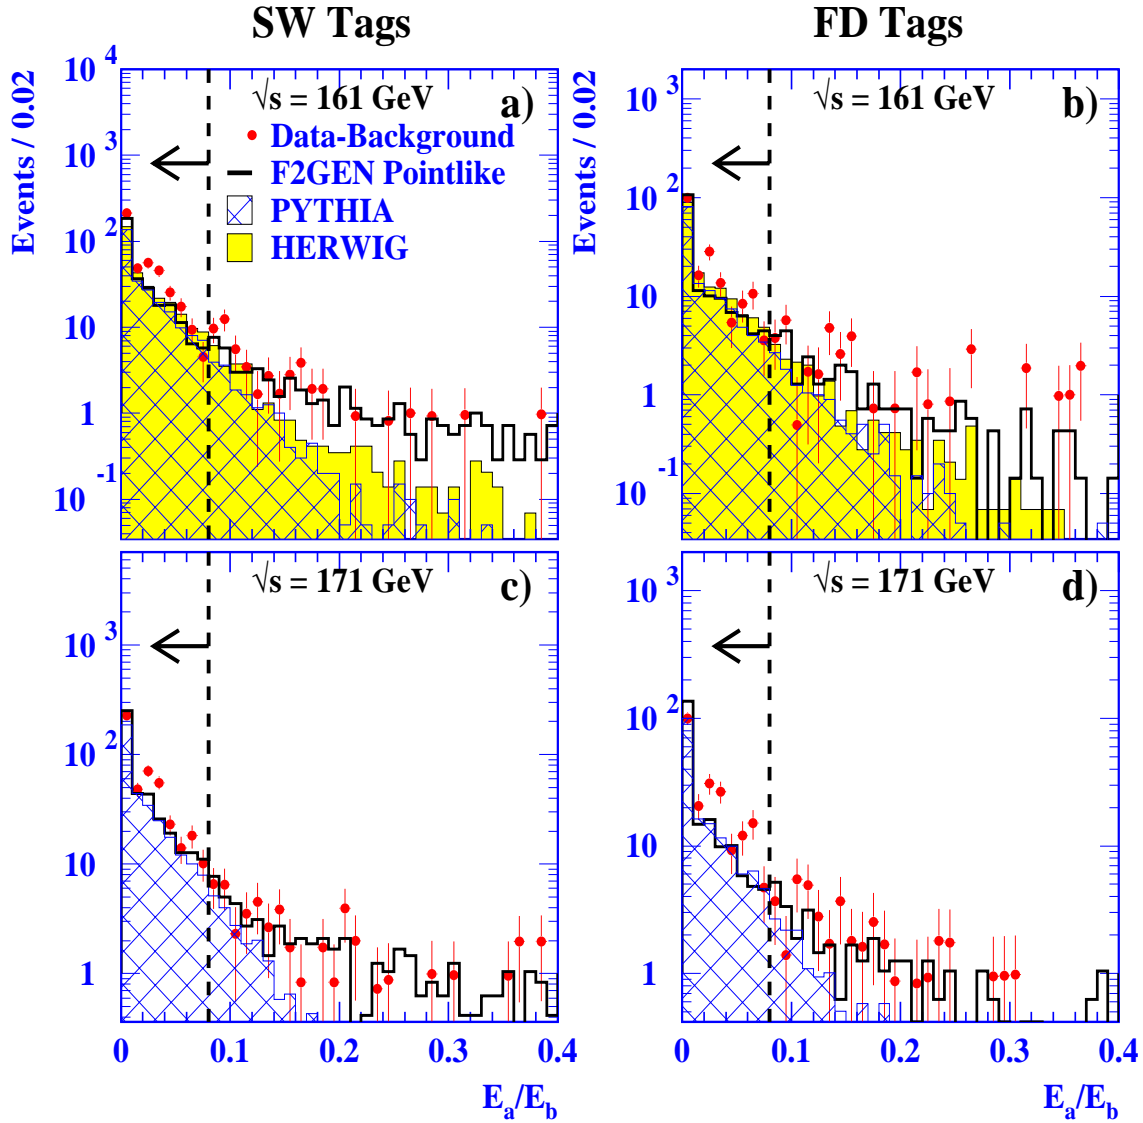 SW Tags
FD Tags
Events / 0.02
10^4
10^3
10^2
10
1
10^-1
√s = 161 GeV
a)
Data-Background
F2GEN Pointlike
PYTHIA
HERWIG
Events / 0.02
10^3
10^2
10
1
10^-1
√s = 161 GeV
b)
10^3
10^2
10
1
√s = 171 GeV
c)
0 0.1 0.2 0.3 0.4
E_a/E_b
10^3
10^2
10
1
√s = 171 GeV
d)
0 0.1 0.2 0.3 0.4
E_a/E_b